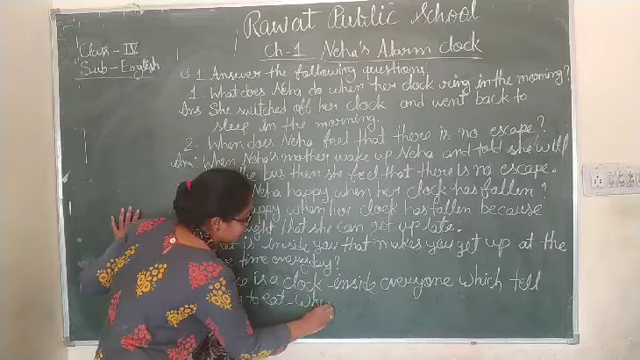 Rawat Public School
Class - IV
Sub - English
Ch-1 Neha's Alarm clock
Q.1 Answer the following questions:
1. What does Neha do when her clock ring in the morning?
Ans She switched off her clock and went back to
sleep in the morning.
2. When does Neha feel that there is no escape?
Ans: When Neha's mother wake up Neha and told she will
the bus then she feel that there is no escape.
Neha happy when her clock has fallen?
happy when her clock has fallen because
that she can get up late.
is inside you that makes you get up at the
time everyday?
is a clock inside everyone which tell
to eat - when